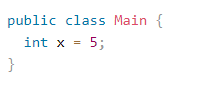 public class Main {
  int x = 5;
}